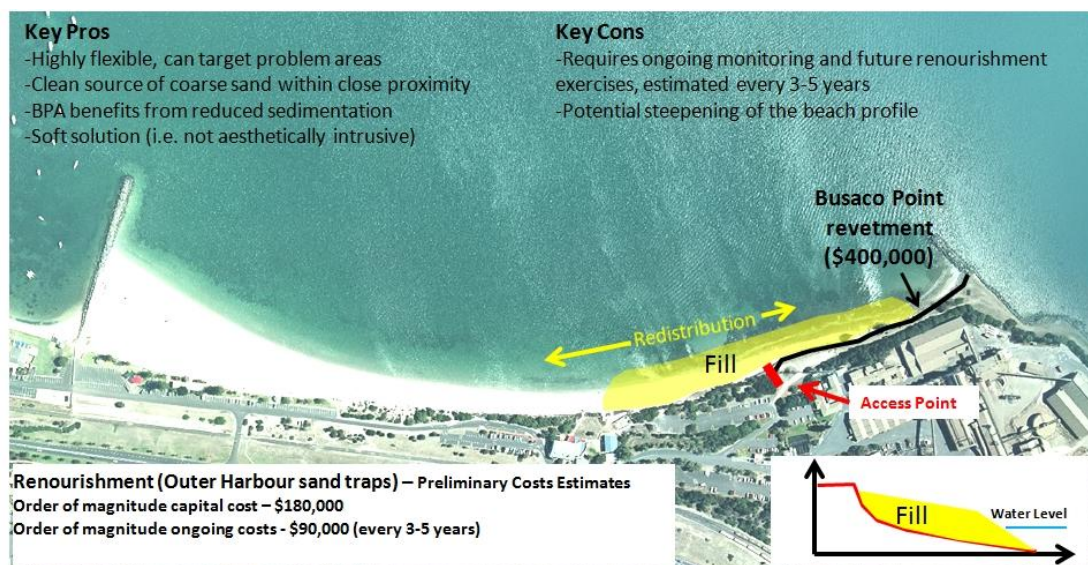 Key Pros
-Highly flexible, can target problem areas
-Clean source of coarse sand within close proximity
-BPA benefits from reduced sedimentation
-Soft solution (i.e. not aesthetically intrusive)
Key Cons
-Requires ongoing monitoring and future renourishment
exercises, estimated every 3-5 years
-Potential steepening of the beach profile
Busaco Point
revetment
($400,000)
Redistribution
Fill
Access Point
Renourishment (Outer Harbour sand traps) – Preliminary Costs Estimates
Order of magnitude capital cost – $180,000
Order of magnitude ongoing costs - $90,000 (every 3-5 years)
Fill
Water Level